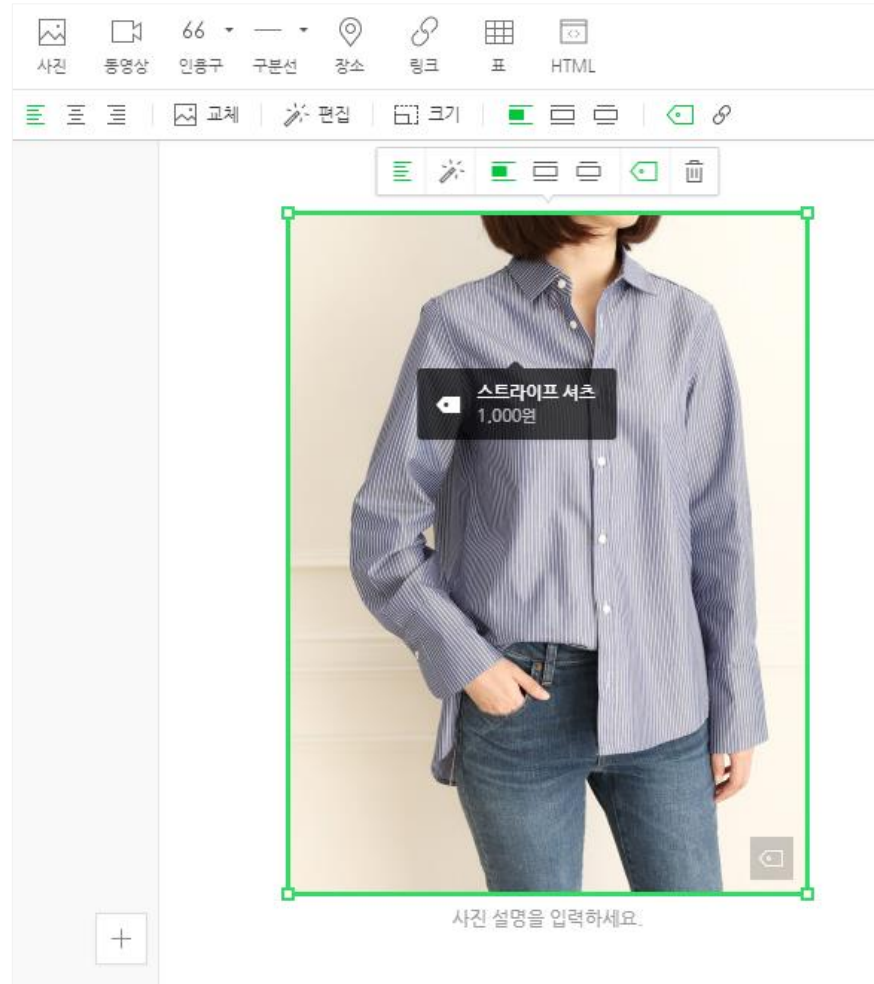 사진 동영상 66 인용구 구분선 장소 링크 표 HTML
교체 편집 크기
스트라이프 셔츠
1,000원
사진 설명을 입력하세요.